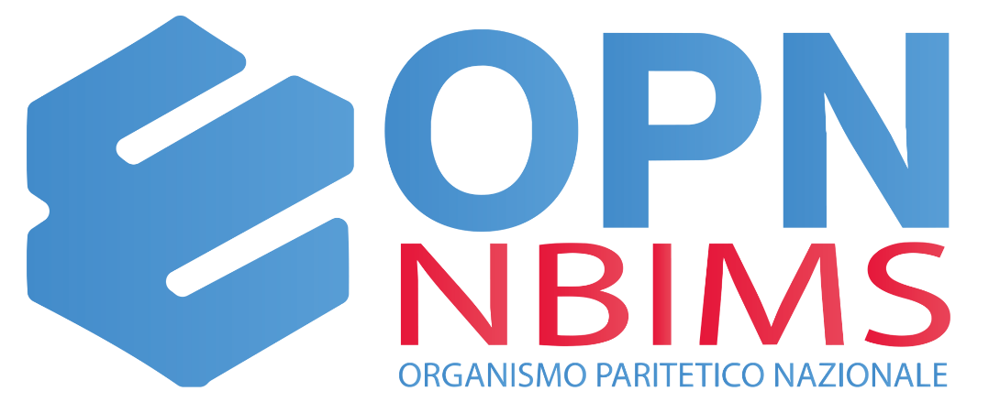 OPN
NBIMS
ORGANISMO PARITETICO NAZIONALE